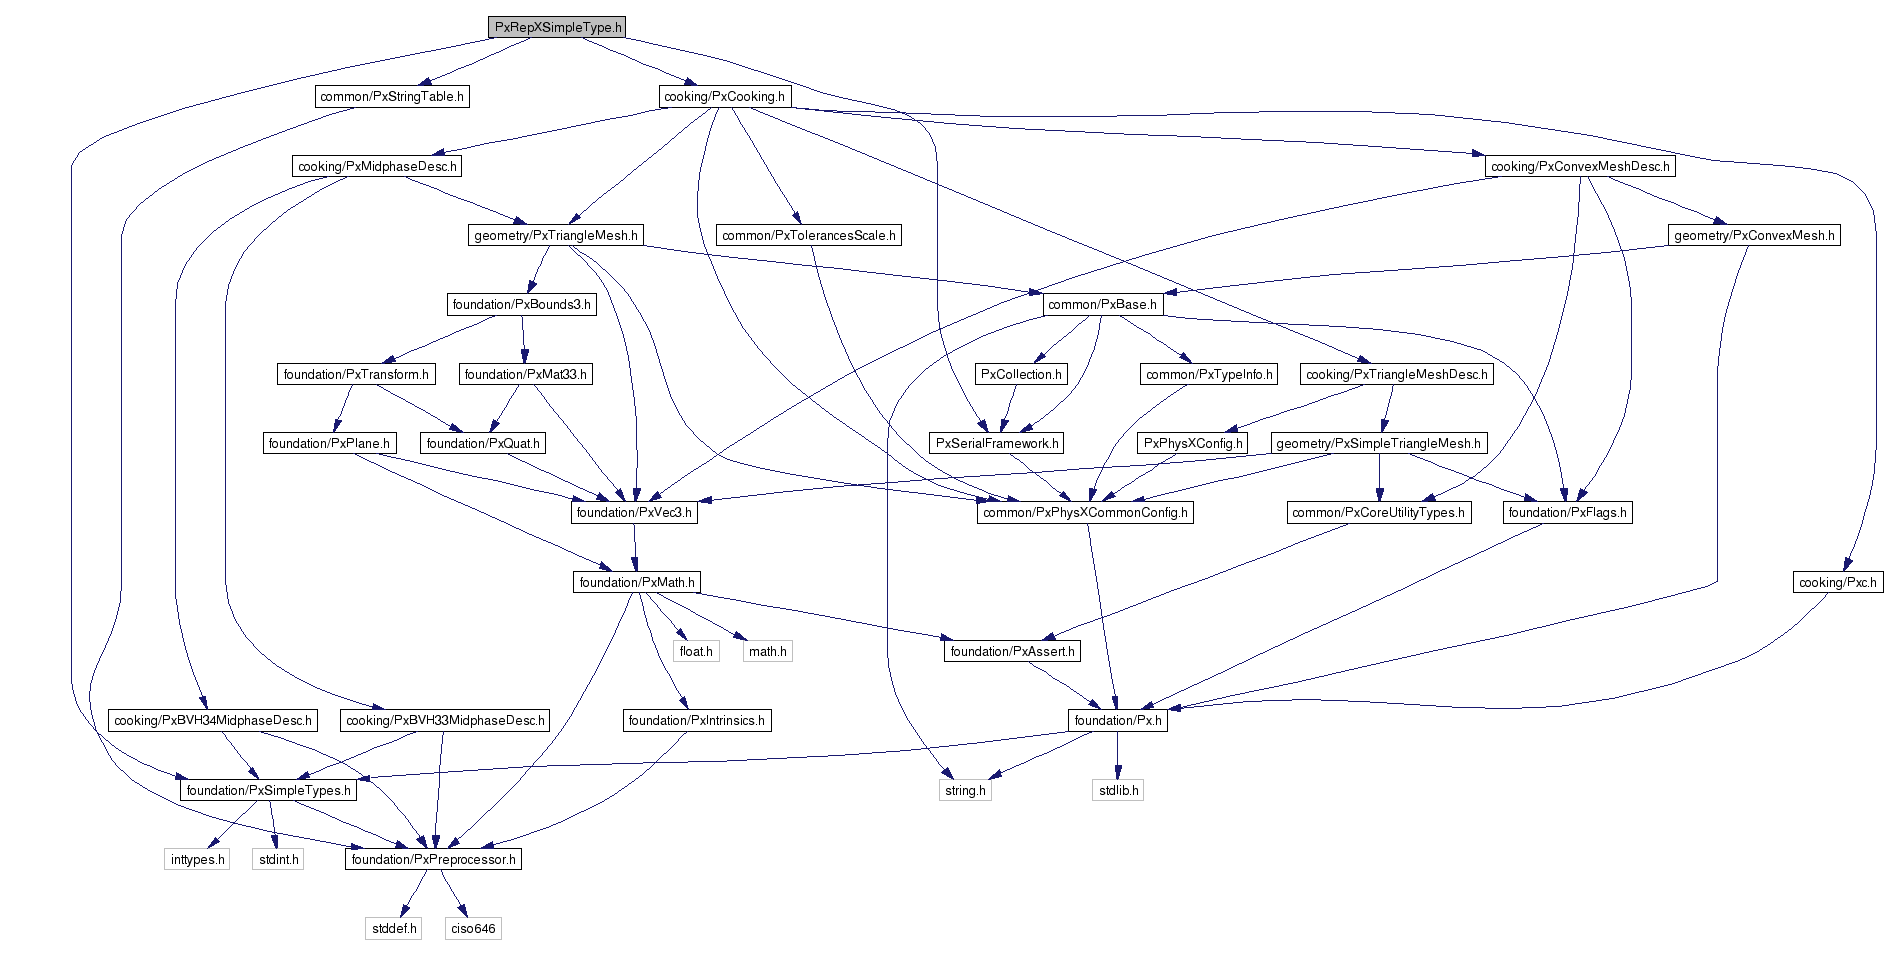 PxRepXSimpleType.h
common/PxStringTable.h
cooking/PxCooking.h
cooking/PxMidphaseDesc.h
cooking/PxConvexMeshDesc.h
geometry/PxTriangleMesh.h
common/PxTolerancesScale.h
geometry/PxConvexMesh.h
foundation/PxBounds3.h
common/PxBase.h
foundation/PxTransform.h
foundation/PxMat33.h
PxCollection.h
common/PxTypeInfo.h
cooking/PxTriangleMeshDesc.h
foundation/PxPlane.h
foundation/PxQuat.h
PxSerialFramework.h
PxPhysXConfig.h
geometry/PxSimpleTriangleMesh.h
foundation/PxVec3.h
common/PxPhysXCommonConfig.h
common/PxCoreUtilityTypes.h
foundation/PxFlags.h
foundation/PxMath.h
cooking/Pxc.h
float.h
math.h
foundation/PxAssert.h
cooking/PxBVH34MidphaseDesc.h
cooking/PxBVH33MidphaseDesc.h
foundation/PxIntrinsics.h
foundation/Px.h
foundation/PxSimpleTypes.h
string.h
stdlib.h
inttypes.h
stdint.h
foundation/PxPreprocessor.h
stddef.h
ciso646